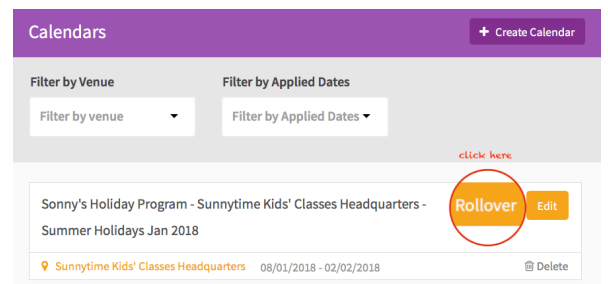 Calendars
+ Create Calendar
Filter by Venue
Filter by Applied Dates
Filter by venue
Filter by Applied Dates
click here
Sonny's Holiday Program - Sunnytime Kids' Classes Headquarters -
Summer Holidays Jan 2018
Rollover
Edit
Sunnytime Kids' Classes Headquarters
08/01/2018 - 02/02/2018
Delete